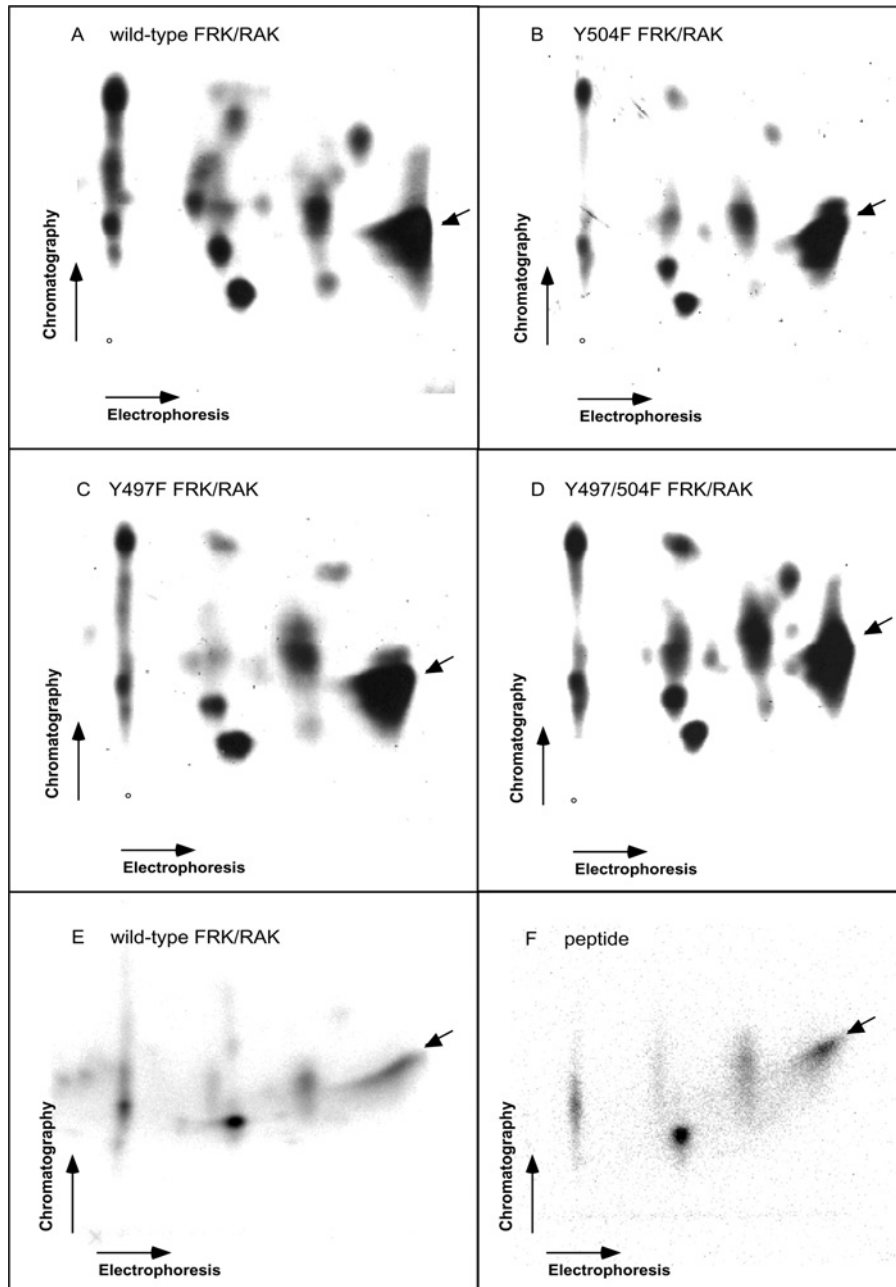 A wild-type FRK/RAK
Chromatography
Electrophoresis
B Y504F FRK/RAK
Chromatography
Electrophoresis
C Y497F FRK/RAK
Chromatography
Electrophoresis
D Y497/504F FRK/RAK
Chromatography
Electrophoresis
E wild-type FRK/RAK
Chromatography
Electrophoresis
F peptide
Chromatography
Electrophoresis